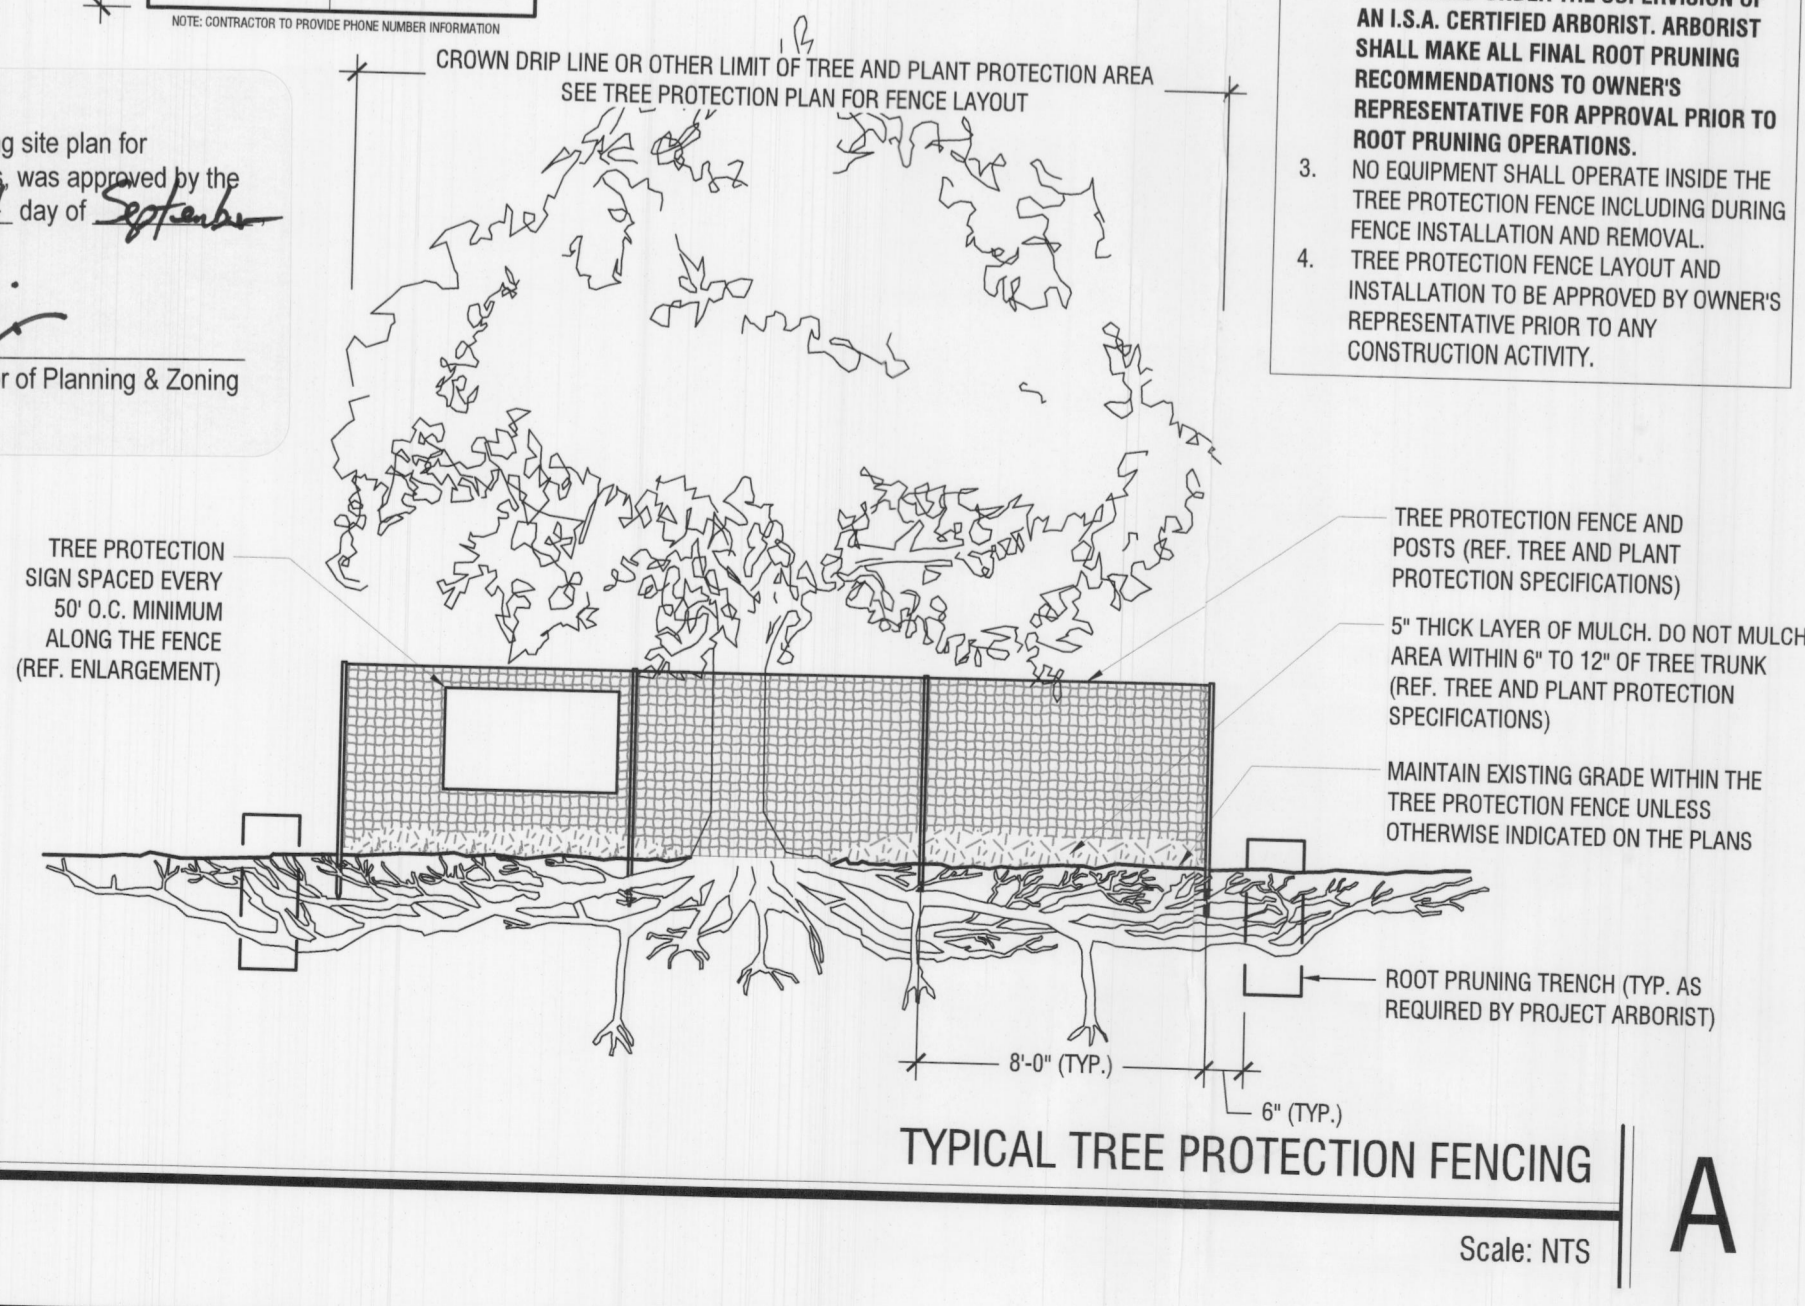 NOTE: CONTRACTOR TO PROVIDE PHONE NUMBER INFORMATION
CROWN DRIP LINE OR OTHER LIMIT OF TREE AND PLANT PROTECTION AREA
SEE TREE PROTECTION PLAN FOR FENCE LAYOUT
site plan for
was approved by the
day of September
of Planning & Zoning
AN I.S.A. CERTIFIED ARBORIST. ARBORIST
SHALL MAKE ALL FINAL ROOT PRUNING
RECOMMENDATIONS TO OWNER'S
REPRESENTATIVE FOR APPROVAL PRIOR TO
ROOT PRUNING OPERATIONS.
3. NO EQUIPMENT SHALL OPERATE INSIDE THE
TREE PROTECTION FENCE INCLUDING DURING
FENCE INSTALLATION AND REMOVAL.
4. TREE PROTECTION FENCE LAYOUT AND
INSTALLATION TO BE APPROVED BY OWNER'S
REPRESENTATIVE PRIOR TO ANY
CONSTRUCTION ACTIVITY.
TREE PROTECTION
SIGN SPACED EVERY
50' O.C. MINIMUM
ALONG THE FENCE
(REF. ENLARGEMENT)
TREE PROTECTION FENCE AND
POSTS (REF. TREE AND PLANT
PROTECTION SPECIFICATIONS)
5" THICK LAYER OF MULCH. DO NOT MULCH
AREA WITHIN 6" TO 12" OF TREE TRUNK
(REF. TREE AND PLANT PROTECTION
SPECIFICATIONS)
MAINTAIN EXISTING GRADE WITHIN THE
TREE PROTECTION FENCE UNLESS
OTHERWISE INDICATED ON THE PLANS
ROOT PRUNING TRENCH (TYP. AS
REQUIRED BY PROJECT ARBORIST)
8'-0" (TYP.)
6" (TYP.)
TYPICAL TREE PROTECTION FENCING
A
Scale: NTS